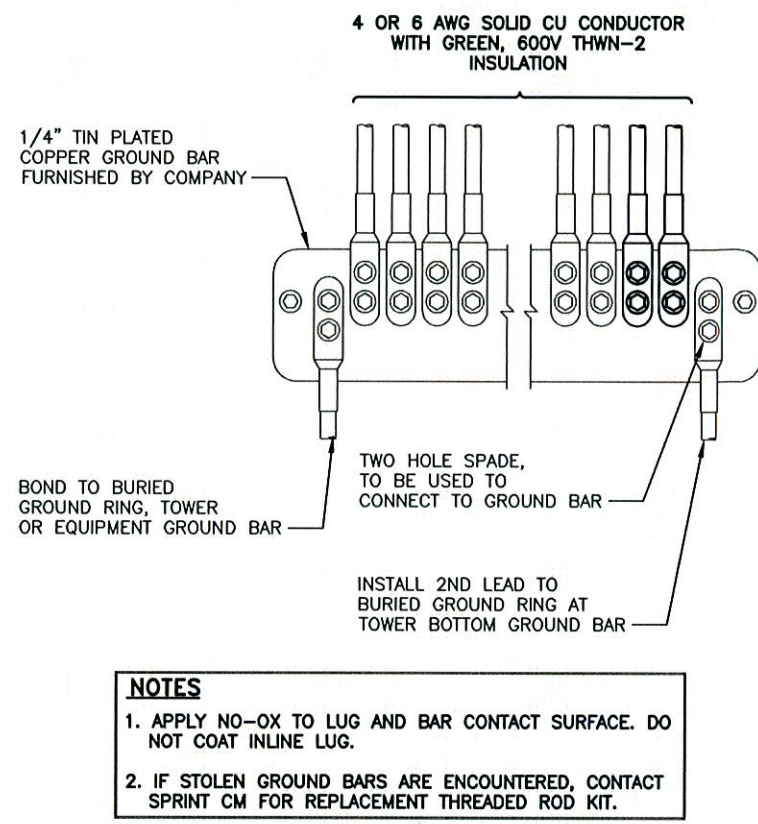 4 OR 6 AWG SOLID CU CONDUCTOR
WITH GREEN, 600V THWN-2
INSULATION
1/4" TIN PLATED
COPPER GROUND BAR
FURNISHED BY COMPANY
BOND TO BURIED
GROUND RING, TOWER
OR EQUIPMENT GROUND BAR
TWO HOLE SPADE,
TO BE USED TO
CONNECT TO GROUND BAR
INSTALL 2ND LEAD TO
BURIED GROUND RING AT
TOWER BOTTOM GROUND BAR
NOTES
1. APPLY NO-OX TO LUG AND BAR CONTACT SURFACE. DO
NOT COAT INLINE LUG.
2. IF STOLEN GROUND BARS ARE ENCOUNTERED, CONTACT
SPRINT CM FOR REPLACEMENT THREADED ROD KIT.